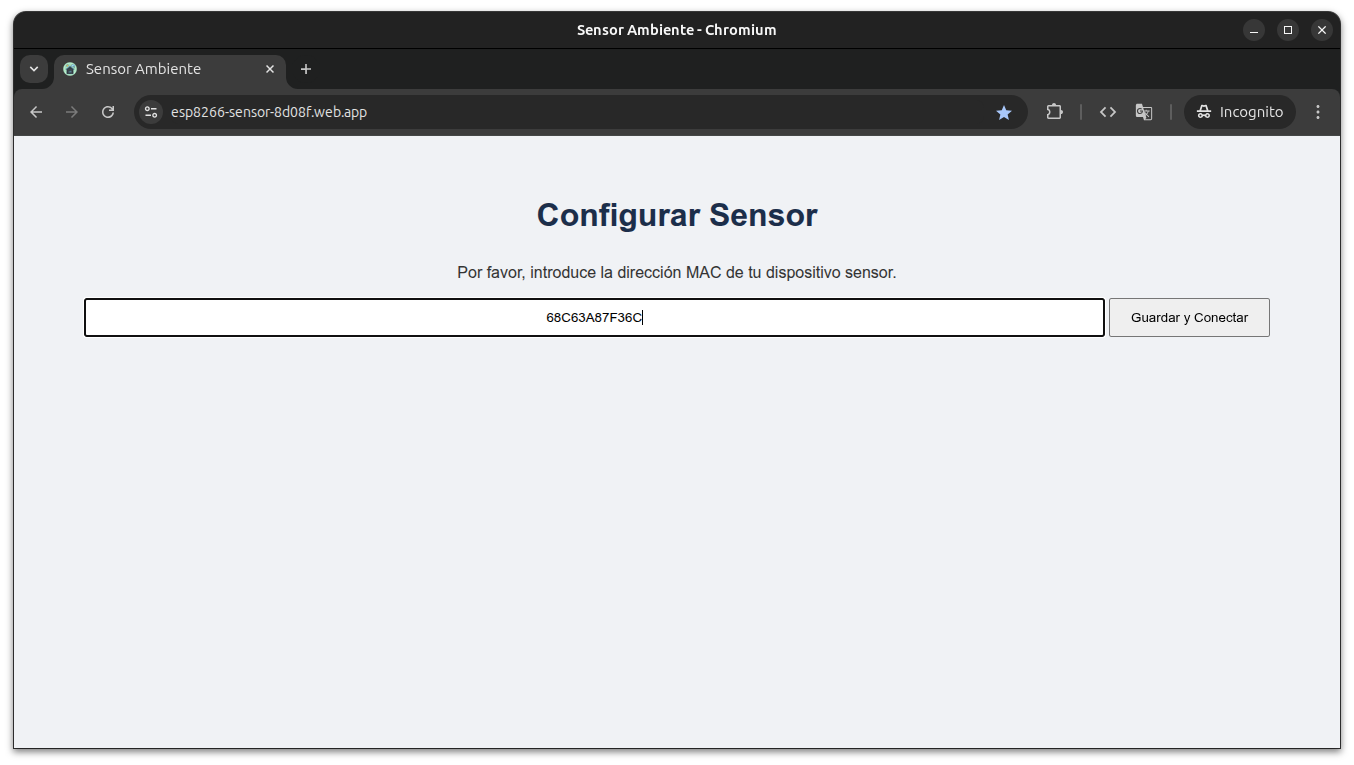 Sensor Ambiente - Chromium
Sensor Ambiente
esp8266-sensor-8d08f.web.app
Incognito
Configurar Sensor
Por favor, introduce la dirección MAC de tu dispositivo sensor.
68C63A87F36C
Guardar y Conectar